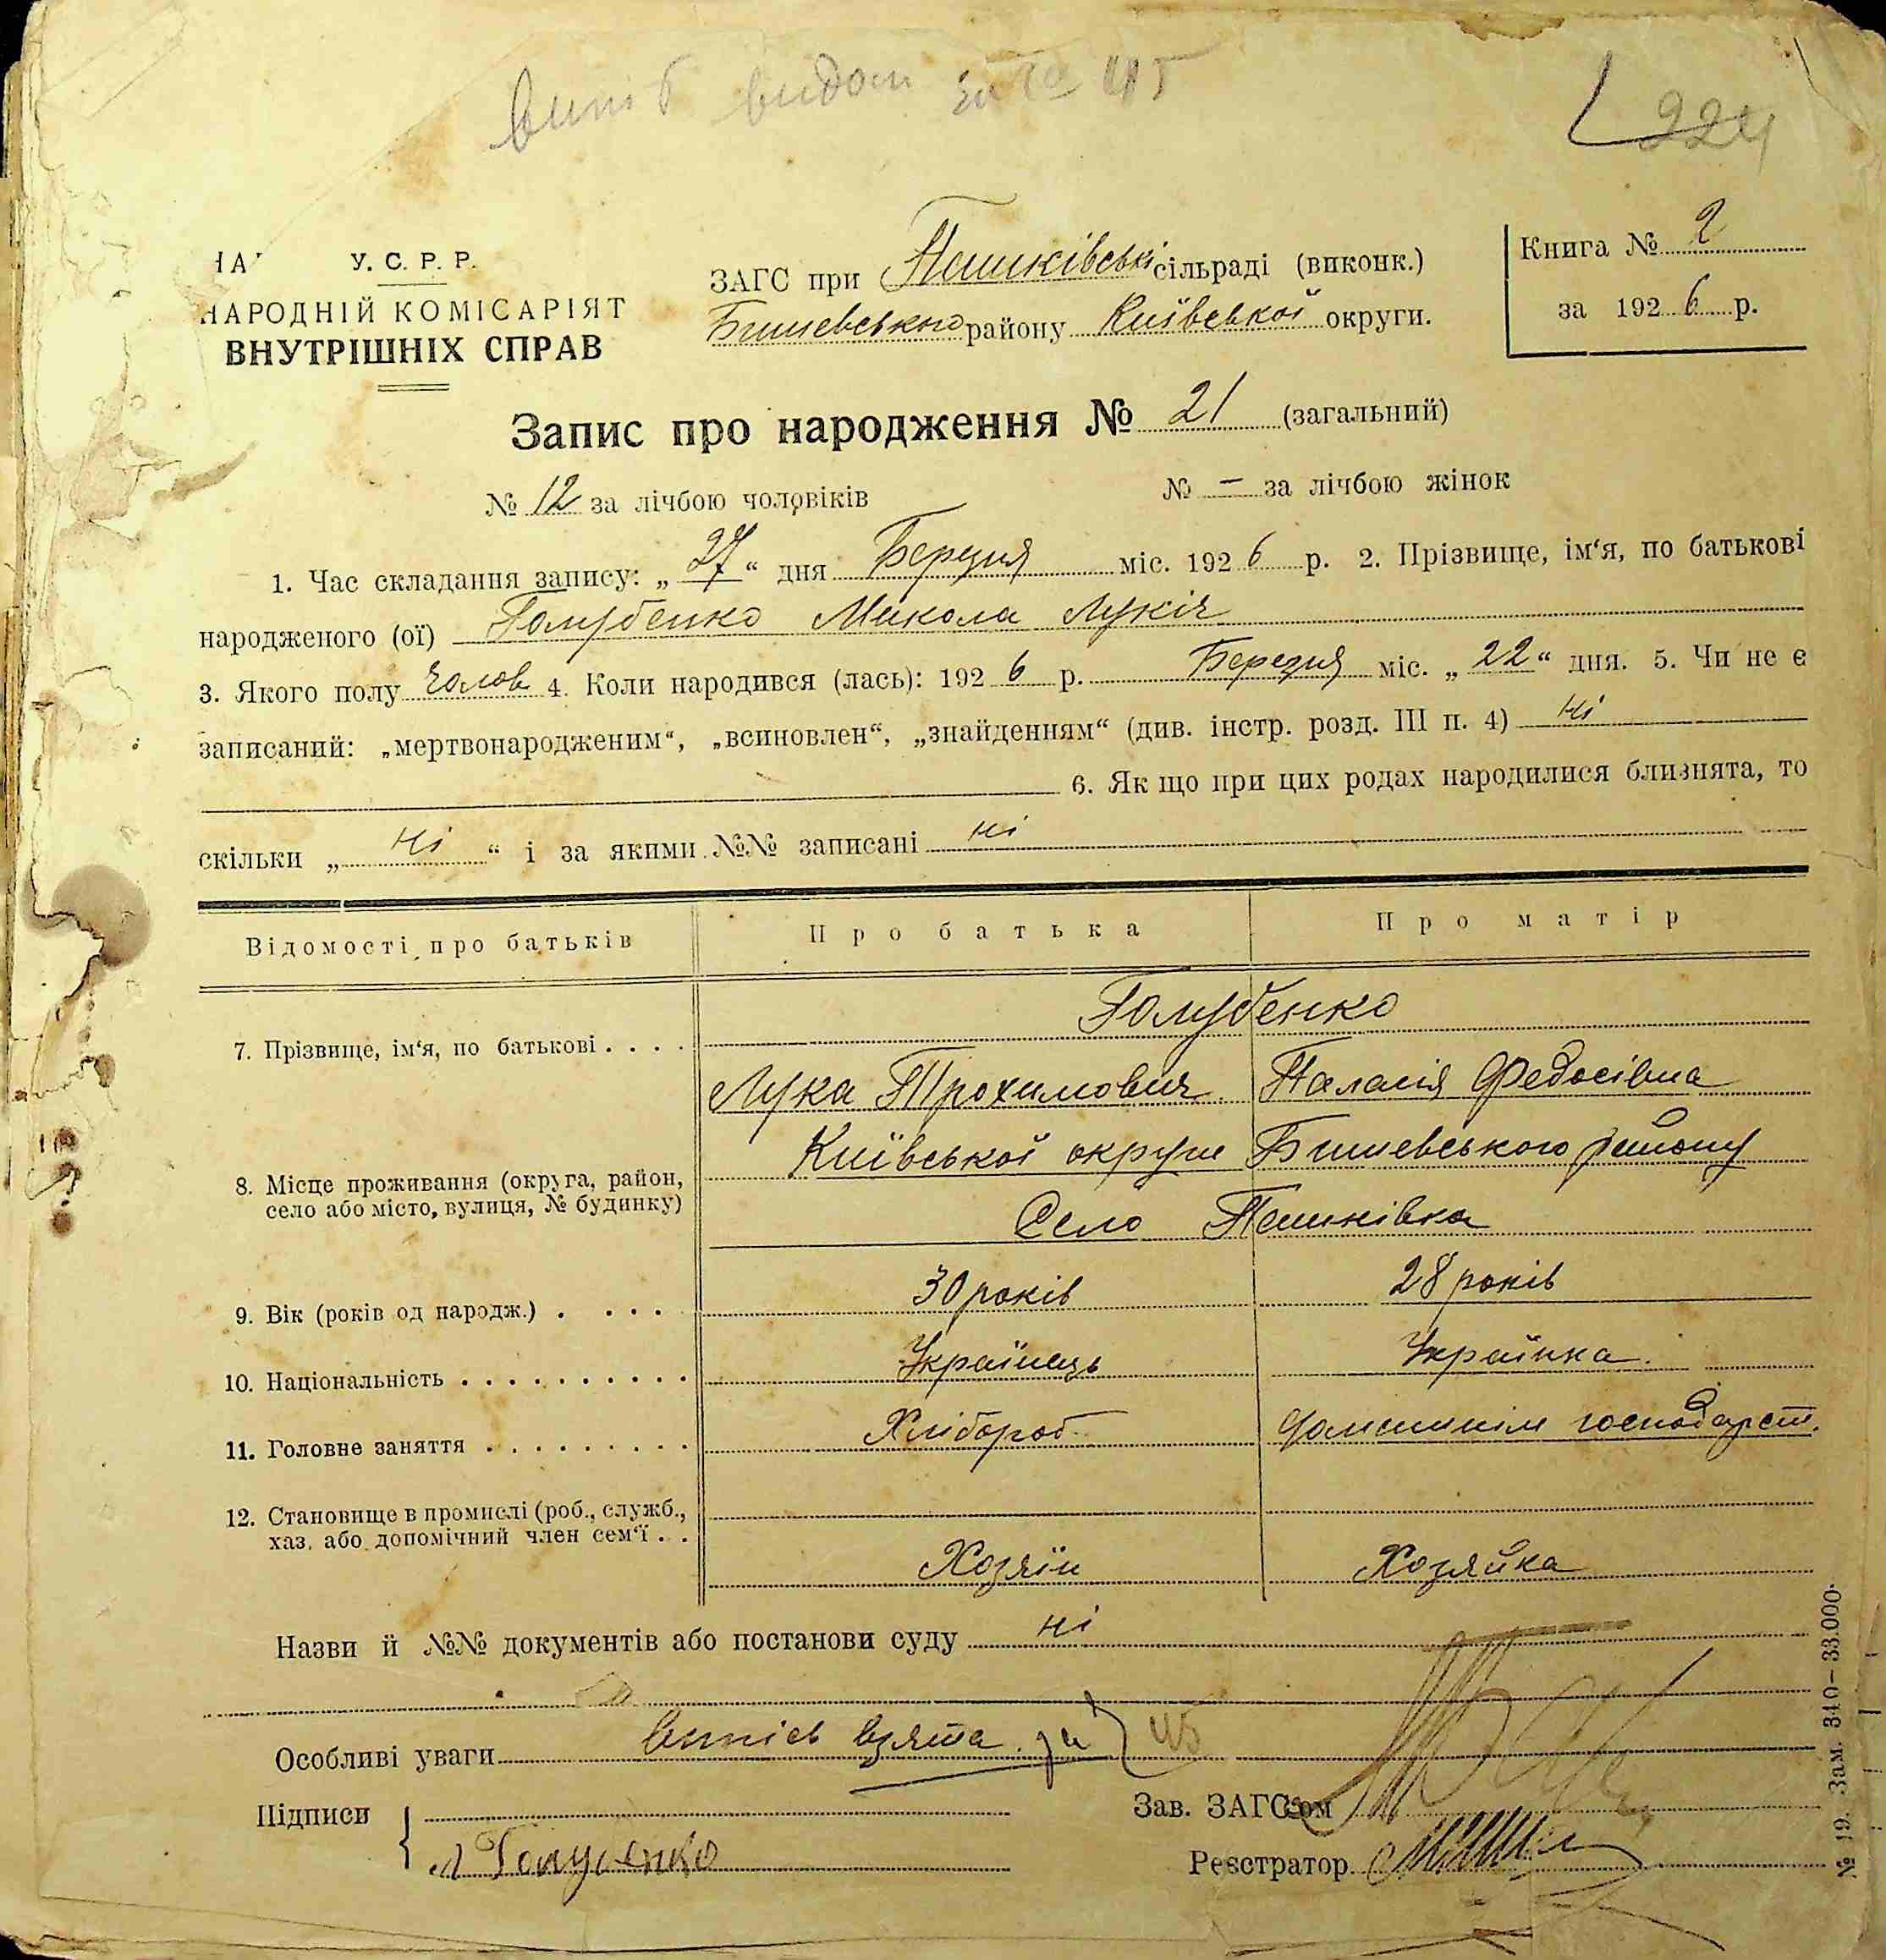 видан за № 415
224
У. С. Р. Р.
НАРОДНІЙ КОМІСАРІЯТ
ВНУТРІШНІХ СПРАВ
ЗАГС при Пашківській сільраді (виконк.)
Бишевського району Київської округи.
Книга № 2
за 1926 р.
Запис про народження № 21 (загальний)
№ 12 за лічбою чоловіків № – за лічбою жінок
1. Час складання запису: „27“ дня Березня міс. 1926 р. 2. Прізвище, ім‘я, по батькові
народженого (ої) Голубенко Микола Лукіч
3. Якого полу Чолов 4. Коли народився (лась): 1926 р. Березня міс. „22“ дня. 5. Чи не є
записаний: „мертвонародженим“, „всиновлен“, „знайденням“ (див. інстр. розд. III п. 4) ні
6. Як що при цих родах народилися близнята, то
скільки „ні“ і за якими №№ записані ні
Відомості про батьків Про батька Про матір
Голубенко
7. Прізвище, ім‘я, по батькові . . . .
Лука Трохимович Палагія Федосівна
Київської округи Бишевського району
8. Місце проживання (округа, район,
село або місто, вулиця, № будинку)
Село Пашківка
9. Вік (років од народж.) . . . . 30 років 28 років
10. Національність . . . . . . . . . . Українець Українка.
11. Головне заняття . . . . . . . . . Хлібороб господарст.
12. Становище в промислі (роб., служб.,
хаз. або допомічний член сем‘ї . . .
Хозяїн Хозяйка
Назви й №№ документів або постанови суду ні
Особливі уваги Випісь взята за
Підписи
Зав. ЗАГСом
Л Голубенко
Реєстратор
№ 19. Зам. 340–33.000.